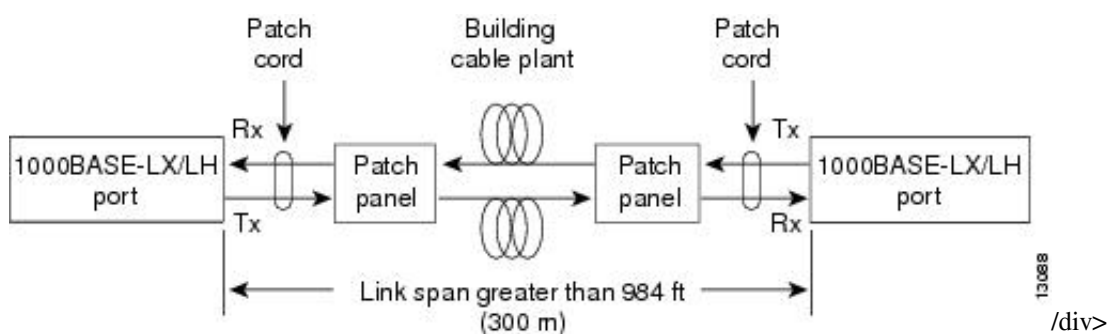 Patch
cord
Building
cable plant
Patch
cord
Rx
Tx
1000BASE-LX/LH
port
Patch
panel
Patch
panel
1000BASE-LX/LH
port
Tx
Rx
Link span greater than 984 ft
(300 m)
13088
/div>